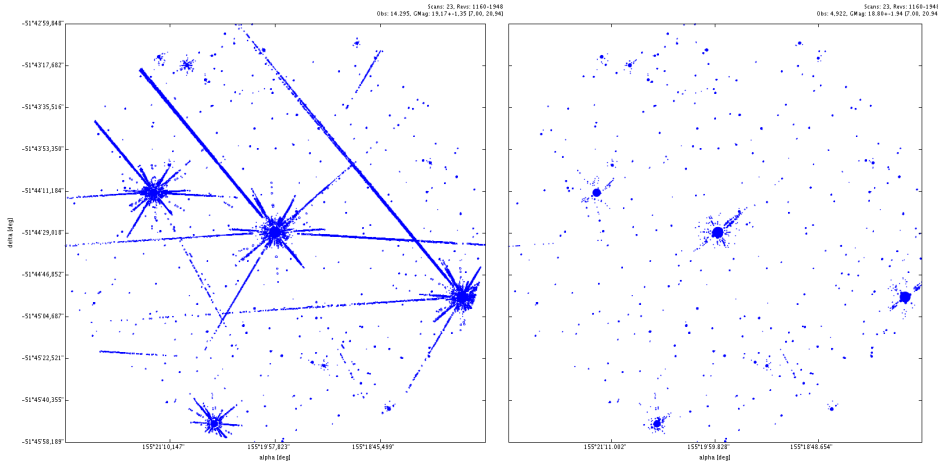 Scans: 23, Revs: 1160-1948
Obs: 14.295, GMag: 19.17+-1.35 [7.00, 20.94]
Scans: 23, Revs: 1160-1948
Obs: 4.922, GMag: 18.80+-1.94 [7.00, 20.94]
-51°42'59,848"
-51°43'17,682"
-51°43'35,516"
-51°43'53,350"
-51°44'11,184"
-51°44'29,018"
-51°44'46,852"
-51°45'04,687"
-51°45'22,521"
-51°45'40,355"
-51°45'58,189"
delta [deg]
155°21'10,147"
155°19'57,823"
155°18'45,499"
alpha [deg]
155°21'11,002"
155°19'59,828"
155°18'48,654"
alpha [deg]